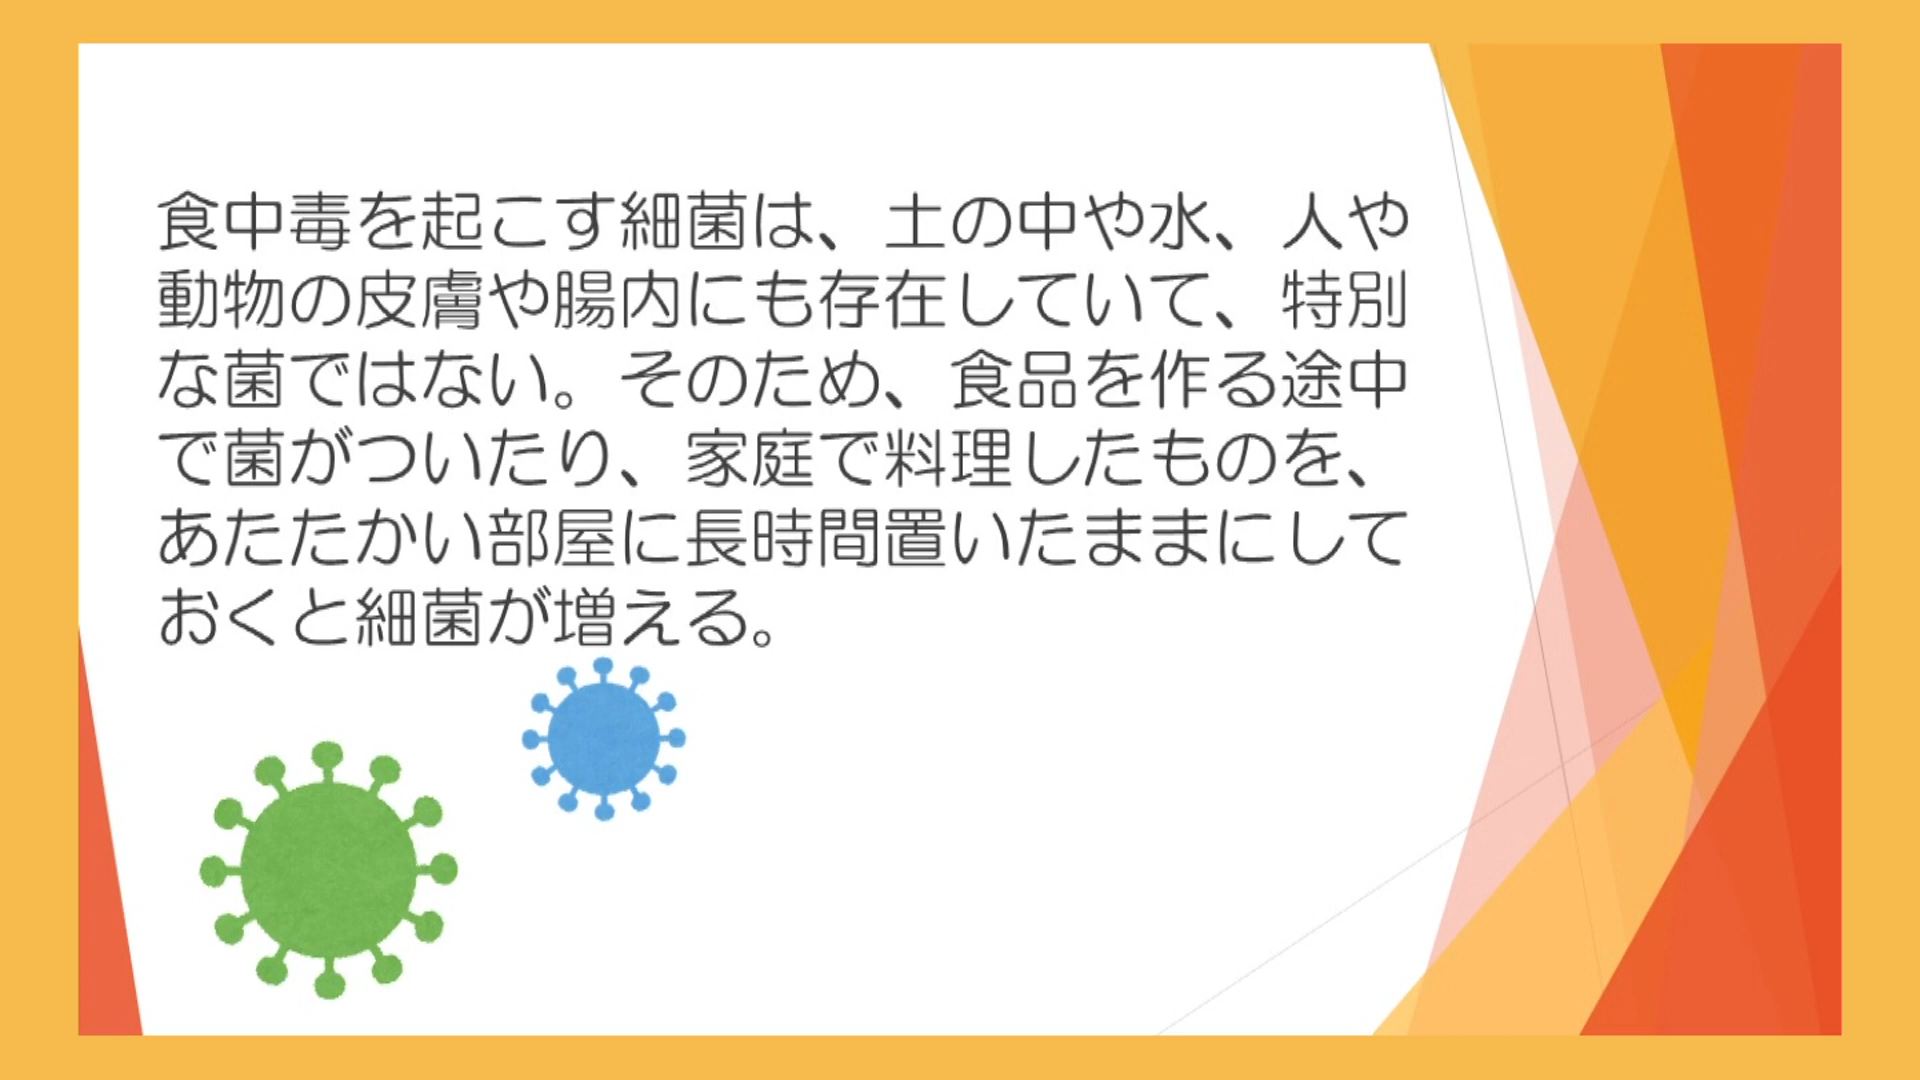 食中毒を起こす細菌は、土の中や水、人や
動物の皮膚や腸内にも存在していて、特別
な菌ではない。そのため、食品を作る途中
で菌がついたり、家庭で料理したものを、
あたたかい部屋に長時間置いたままにして
おくと細菌が増える。